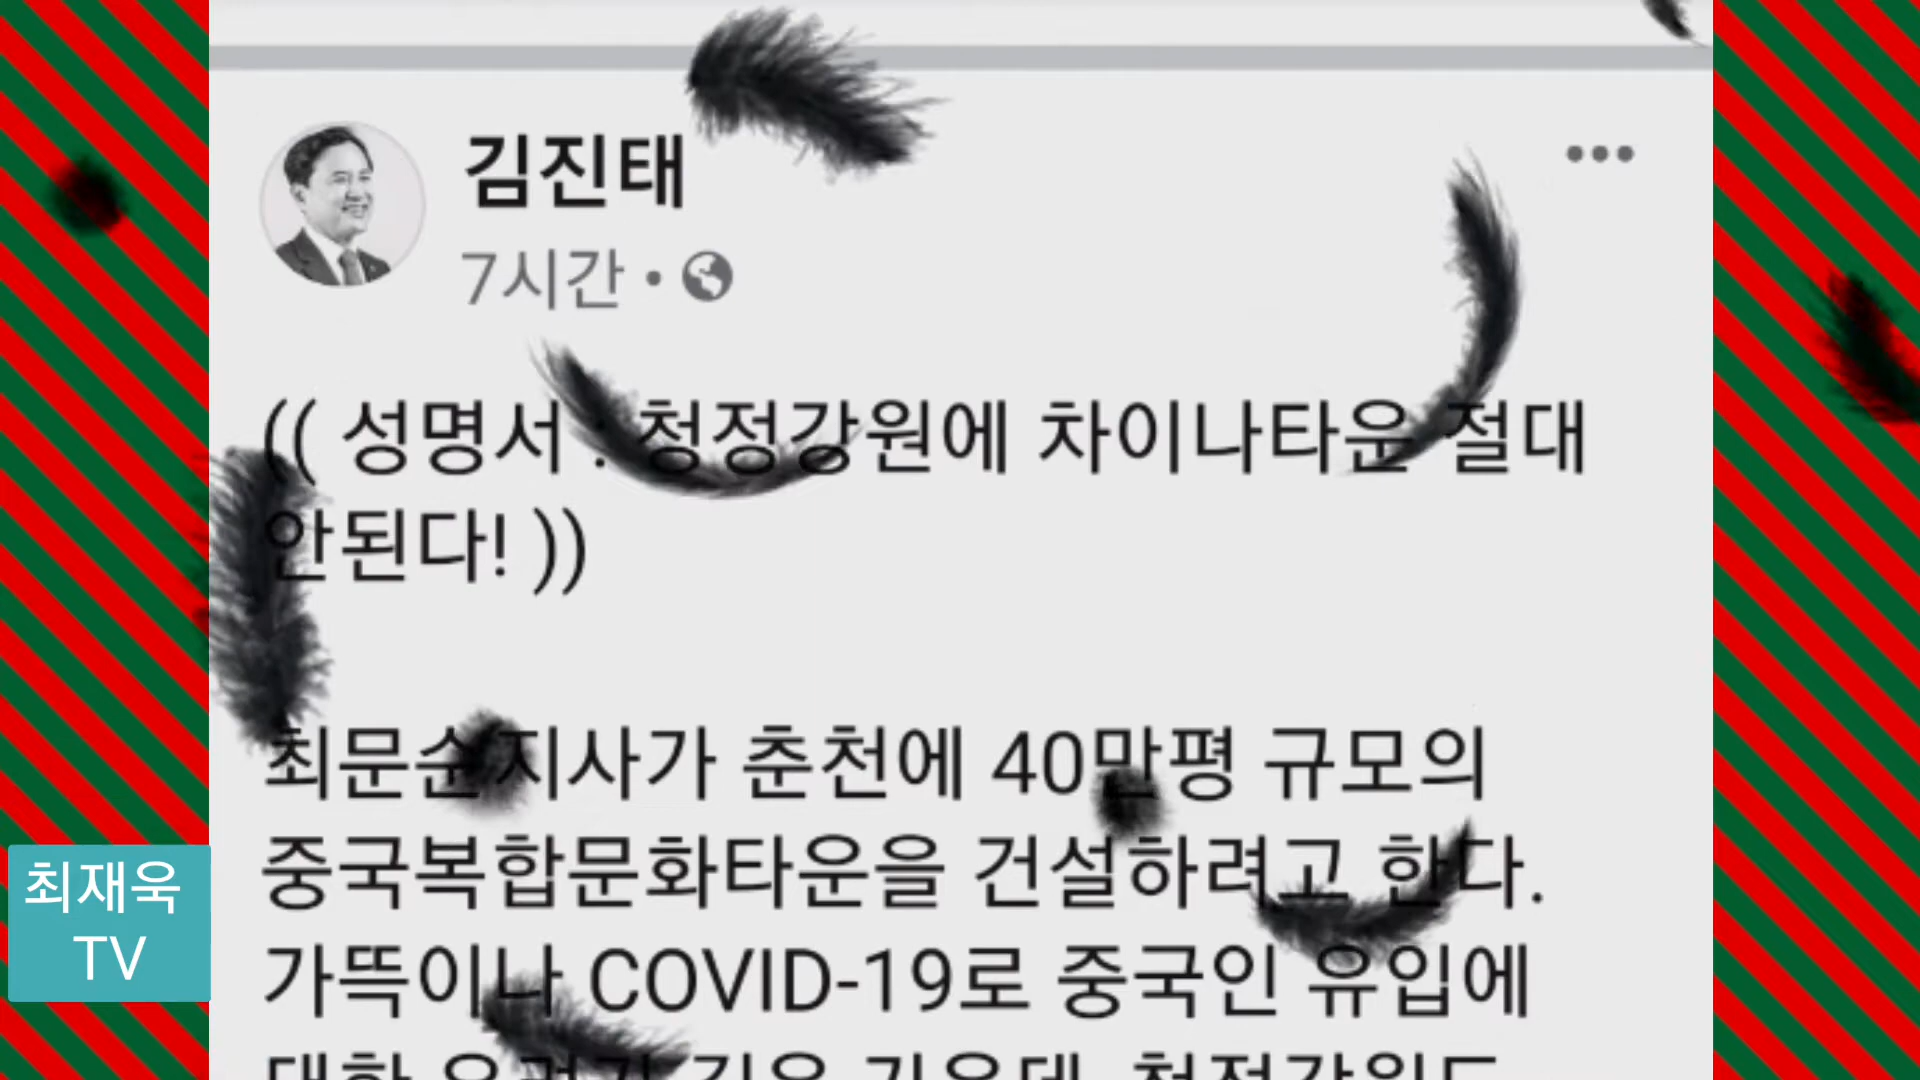 김진태
7시간 •
(( 성명서 : 청정강원에 차이나타운 절대
안된다! ))
최문순지사가 춘천에 40만평 규모의
중국복합문화타운을 건설하려고 한다.
가뜩이나 COVID-19로 중국인 유입에
최재욱
TV